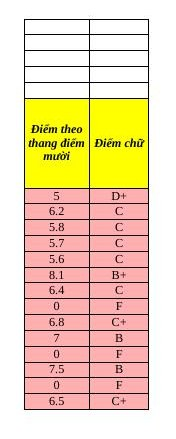 Điểm theo thang điểm mười Điểm chữ
5 D+
6.2 C
5.8 C
5.7 C
5.6 C
8.1 B+
6.4 C
0 F
6.8 C+
7 B
0 F
7.5 B
0 F
6.5 C+